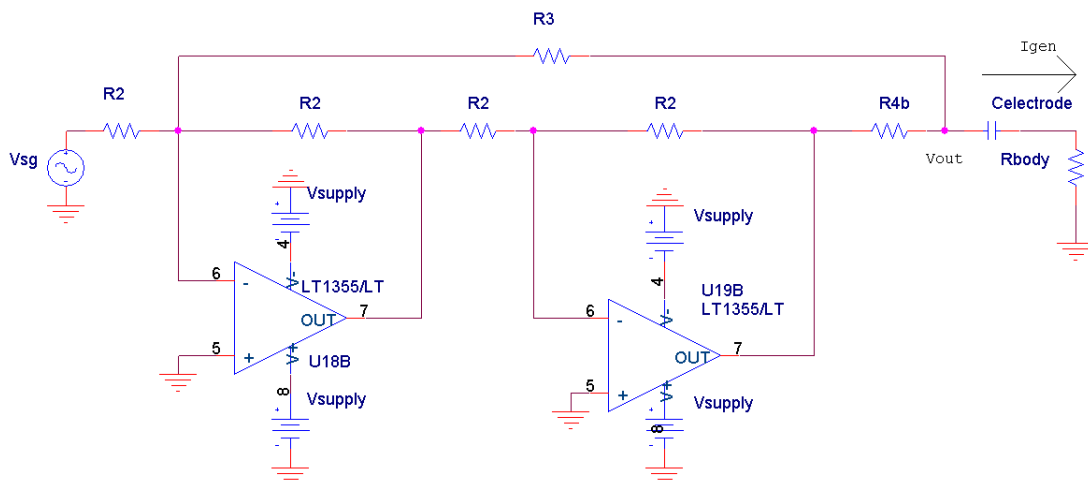 R3
Igen
R2
R2
R2
R2
R4b
Celectrode
Vsg
Vout
Rbody
Vsupply
Vsupply
+
-
4
+
-
4
6
-
V-
LT1355/LT
U19B
LT1355/LT
OUT
7
6
-
V-
5
+
V+
U18B
OUT
7
8
Vsupply
5
+
V+
Vsupply
+
-
8
+
-
+
-